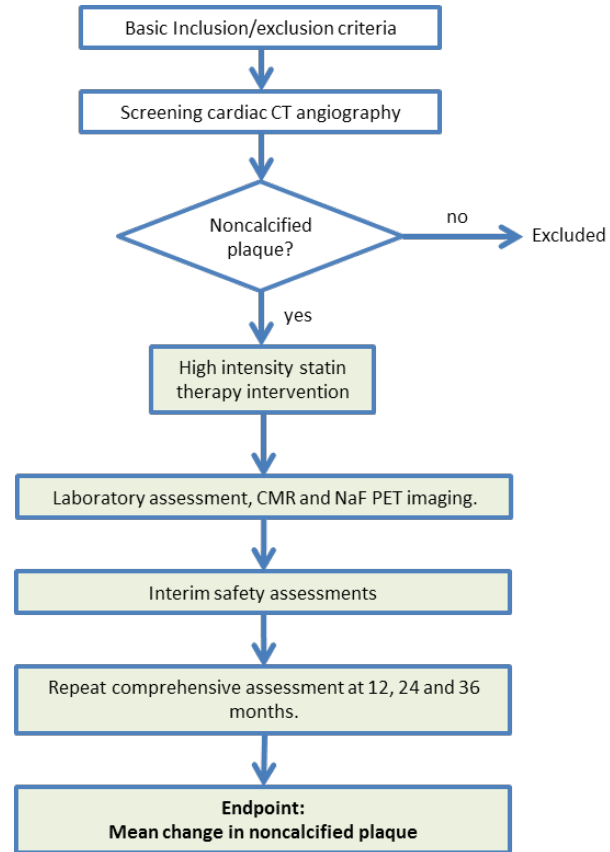 Basic Inclusion/exclusion criteria
Screening cardiac CT angiography
Noncalcified
plaque?
no
Excluded
yes
High intensity statin
therapy intervention
Laboratory assessment, CMR and NaF PET imaging.
Interim safety assessments
Repeat comprehensive assessment at 12, 24 and 36
months.
Endpoint:
Mean change in noncalcified plaque